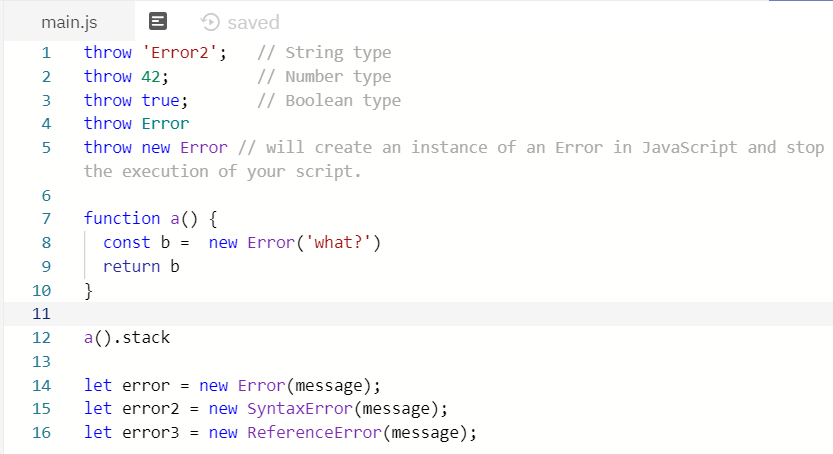 main.js saved
1 throw 'Error2';   // String type
2 throw 42;         // Number type
3 throw true;       // Boolean type
4 throw Error
5 throw new Error // will create an instance of an Error in JavaScript and stop
the execution of your script.
6
7 function a() {
8   const b =  new Error('what?')
9   return b
10 }
11
12 a().stack
13
14 let error = new Error(message);
15 let error2 = new SyntaxError(message);
16 let error3 = new ReferenceError(message);